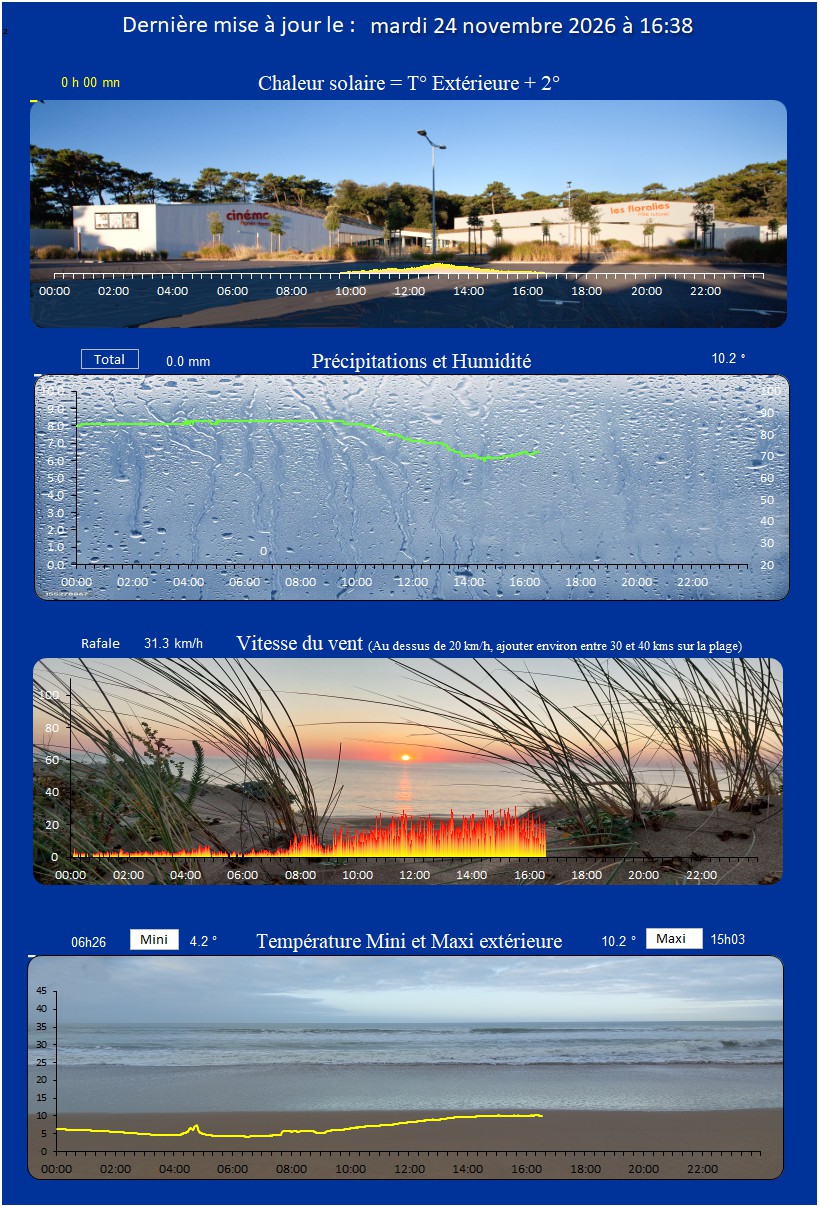 Dernière mise à jour le : mardi 24 novembre 2026 à 16:38
0 h 00 mn
Chaleur solaire = T° Extérieure + 2°
cinéma
les floralies
00:00 02:00 04:00 06:00 08:00 10:00 12:00 14:00 16:00 18:00 20:00 22:00
Total 0.0 mm Précipitations et Humidité 10.2 °
10.0 100
9.0 90
8.0 80
7.0 70
6.0 60
5.0 50
4.0 40
3.0
2.0 30
1.0
0
0.0 20
00:00 02:00 04:00 06:00 08:00 10:00 12:00 14:00 16:00 18:00 20:00 22:00
Rafale 31.3 km/h Vitesse du vent (Au dessus de 20 km/h, ajouter environ entre 30 et 40 kms sur la plage)
100
80
60
40
20
0
00:00 02:00 04:00 06:00 08:00 10:00 12:00 14:00 16:00 18:00 20:00 22:00
06h26 Mini 4.2 ° Température Mini et Maxi extérieure 10.2 ° Maxi 15h03
45
40
35
30
25
20
15
10
5
0
00:00 02:00 04:00 06:00 08:00 10:00 12:00 14:00 16:00 18:00 20:00 22:00